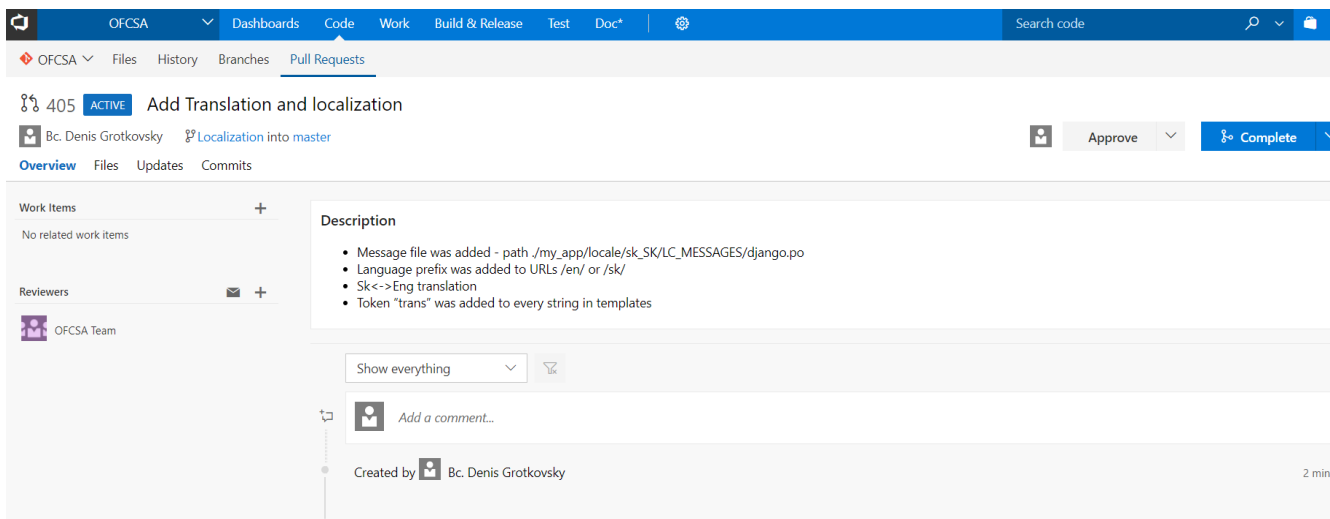 OFCSA Dashboards Code Work Build & Release Test Doc* Search code
OFCSA Files History Branches Pull Requests
405 ACTIVE Add Translation and localization
Bc. Denis Grotkovsky Localization into master Approve Complete
Overview Files Updates Commits
Work Items
No related work items
Reviewers
OFCSA Team
Description
• Message file was added - path ./my_app/locale/sk_SK/LC_MESSAGES/django.po
• Language prefix was added to URLs /en/ or /sk/
• Sk<->Eng translation
• Token “trans” was added to every string in templates
Show everything
Add a comment...
Created by Bc. Denis Grotkovsky 2 min